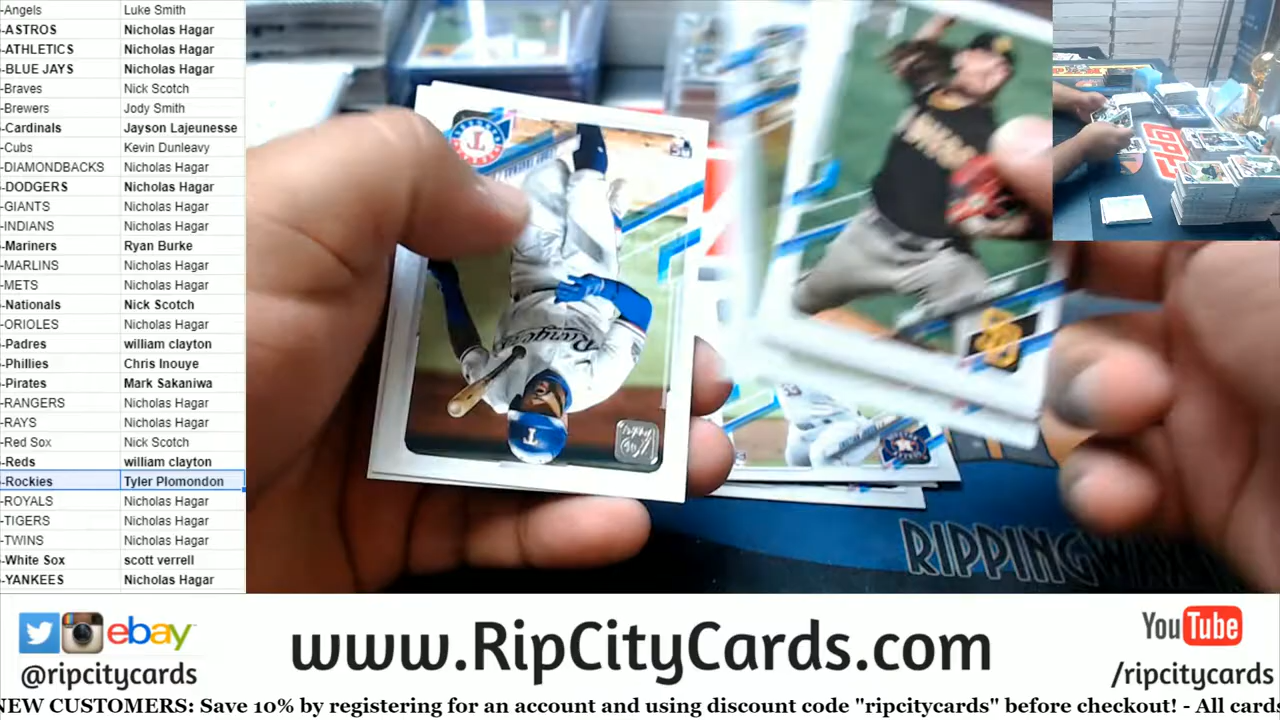 -Angels Luke Smith
-ASTROS Nicholas Hagar
-ATHLETICS Nicholas Hagar
-BLUE JAYS Nicholas Hagar
-Braves Nick Scotch
-Brewers Jody Smith
-Cardinals Jayson Lajeunesse
-Cubs Kevin Dunleavy
-DIAMONDBACKS Nicholas Hagar
-DODGERS Nicholas Hagar
-GIANTS Nicholas Hagar
-INDIANS Nicholas Hagar
-Mariners Ryan Burke
-MARLINS Nicholas Hagar
-METS Nicholas Hagar
-Nationals Nick Scotch
-ORIOLES Nicholas Hagar
-Padres william clayton
-Phillies Chris Inouye
-Pirates Mark Sakaniwa
-RANGERS Nicholas Hagar
-RAYS Nicholas Hagar
-Red Sox Nick Scotch
-Reds william clayton
-Rockies Tyler Plomondon
-ROYALS Nicholas Hagar
-TIGERS Nicholas Hagar
-TWINS Nicholas Hagar
-White Sox scott verrell
-YANKEES Nicholas Hagar
Rangers
T
RIPPINGWAX
ebay
@ripcitycards
www.RipCityCards.com
YouTube
/ripcitycards
NEW CUSTOMERS: Save 10% by registering for an account and using discount code "ripcitycards" before checkout! - All cards